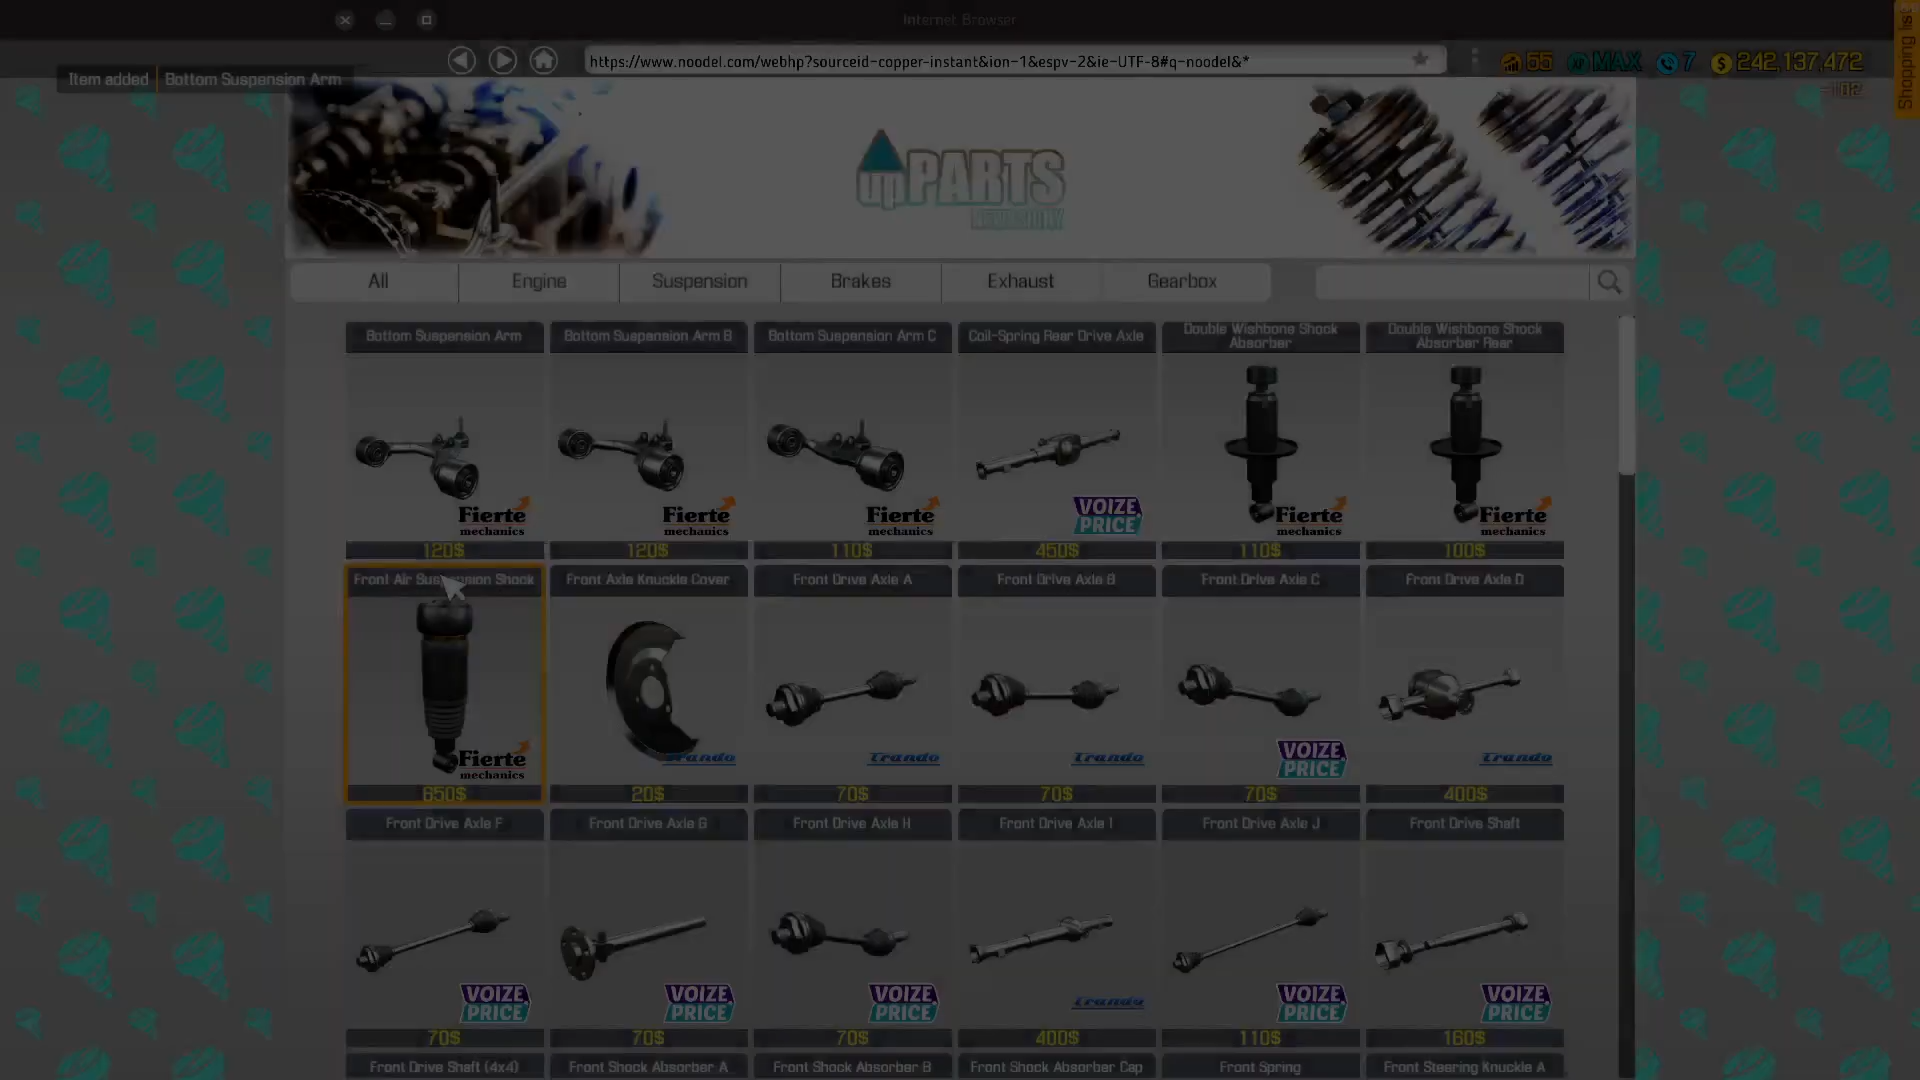 Internet Browser
https://www.noodel.com/webhp?sourceid-copper-instant&ion-1&espv-2&ie-UTF-8#q-noodel&*
55 MAX 7 242,137,472
-102
Shopping list
Item added Bottom Suspension Arm
upPARTS
All Engine Suspension Brakes Exhaust Gearbox
Bottom Suspension Arm Bottom Suspension Arm B Bottom Suspension Arm C Coil-Spring Rear Drive Axle Double Wishbone Shock Absorber Double Wishbone Shock Absorber Rear
Fierte mechanics Fierte mechanics Fierte mechanics VOIZE PRICE Fierte mechanics Fierte mechanics
120$ 120$ 110$ 450$ 110$ 100$
Front Air Suspension Shock Front Axle Knuckle Cover Front Drive Axle A Front Drive Axle B Front Drive Axle C Front Drive Axle D
Fierte mechanics Trando Trando Trando VOIZE PRICE Trando
650$ 20$ 70$ 70$ 70$ 400$
Front Drive Axle F Front Drive Axle G Front Drive Axle H Front Drive Axle I Front Drive Axle J Front Drive Shaft
VOIZE PRICE VOIZE PRICE VOIZE PRICE Trando VOIZE PRICE VOIZE PRICE
70$ 70$ 70$ 400$ 110$ 160$
Front Drive Shaft (4x4) Front Shock Absorber A Front Shock Absorber B Front Shock Absorber Cap Front Spring Front Steering Knuckle A